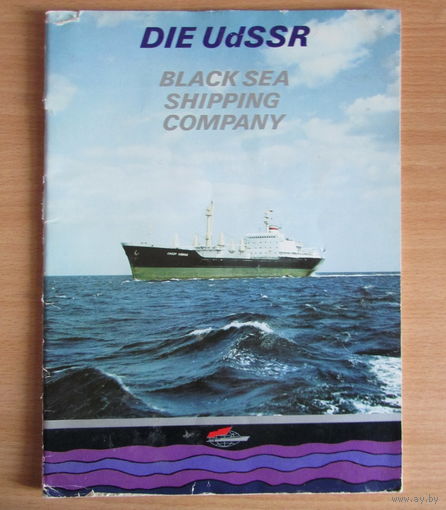 DIE UdSSR
BLACK SEA
SHIPPING
COMPANY
www.ay.by